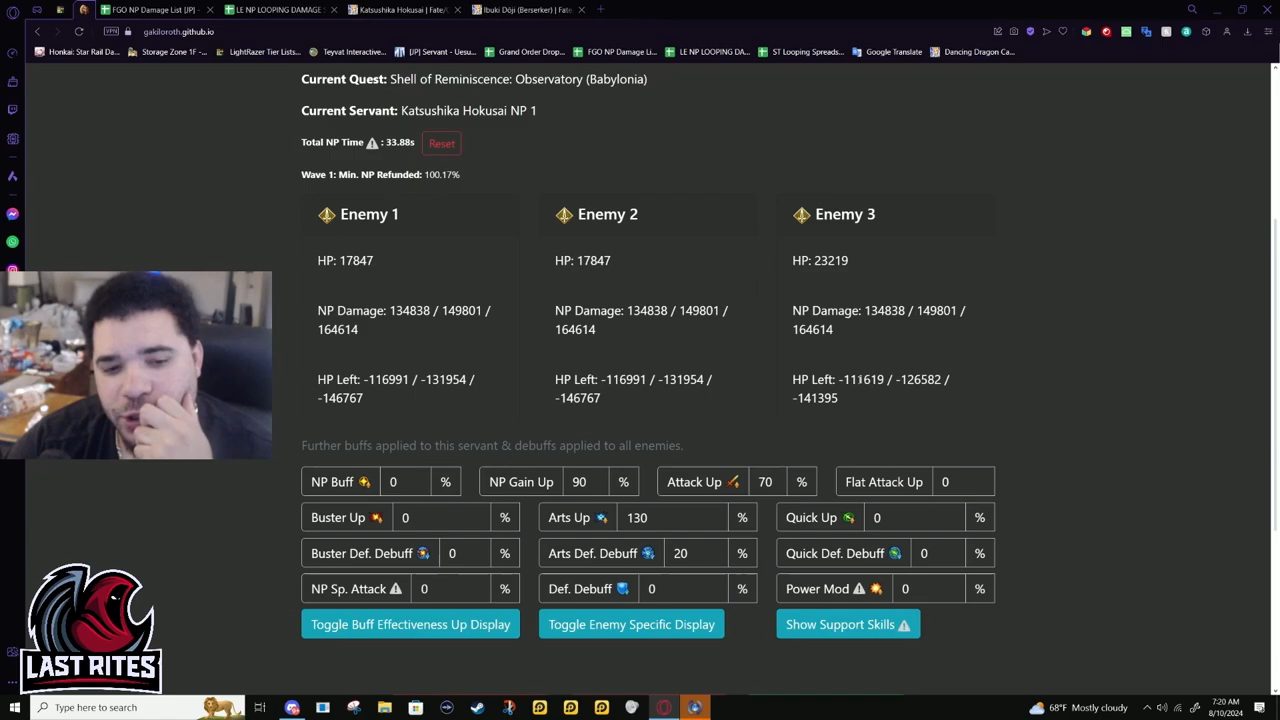 FGO NP Damage List [JP] -
LE NP LOOPING DAMAGE S
Katsushika Hokusai | Fate/G
Ibuki Dōji (Berserker) | Fate
VPN gakiloroth.github.io
Honkai: Star Rail Da... Storage Zone 1F -... LightRazer Tier Lists... Teyvat Interactive... [JP] Servant - Uesu... Grand Order Drop... FGO NP Damage Li... LE NP LOOPING DA... ST Looping Spreads... Google Translate Dancing Dragon Ca...
Current Quest: Shell of Reminiscence: Observatory (Babylonia)
Current Servant: Katsushika Hokusai NP 1
Total NP Time : 33.88s Reset
Wave 1: Min. NP Refunded: 100.17%
Enemy 1
HP: 17847
NP Damage: 134838 / 149801 /
164614
HP Left: -116991 / -131954 /
-146767
Enemy 2
HP: 17847
NP Damage: 134838 / 149801 /
164614
HP Left: -116991 / -131954 /
-146767
Enemy 3
HP: 23219
NP Damage: 134838 / 149801 /
164614
HP Left: -111619 / -126582 /
-141395
Further buffs applied to this servant & debuffs applied to all enemies.
NP Buff 0 % NP Gain Up 90 % Attack Up 70 % Flat Attack Up 0
Buster Up 0 % Arts Up 130 % Quick Up 0 %
Buster Def. Debuff 0 % Arts Def. Debuff 20 % Quick Def. Debuff 0 %
NP Sp. Attack 0 % Def. Debuff 0 % Power Mod 0 %
Toggle Buff Effectiveness Up Display Toggle Enemy Specific Display Show Support Skills
LAST RITES
Type here to search
68°F Mostly cloudy
7:20 AM
8/10/2024